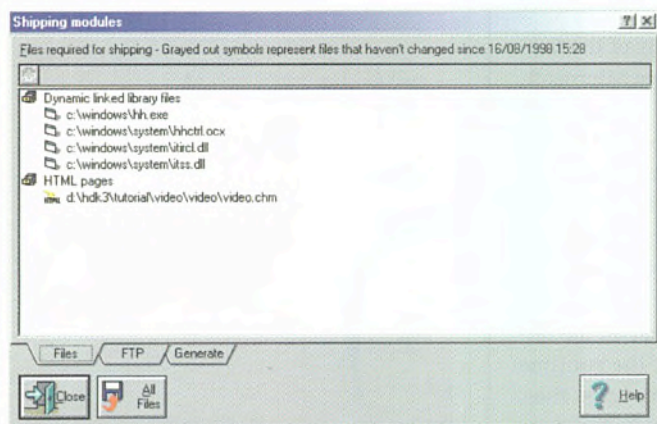 Shipping modules
Files required for shipping - Grayed out symbols represent files that haven't changed since 16/08/1998 15:28
Dynamic linked library files
c:\windows\hh.exe
c:\windows\system\hhctrl.ocx
c:\windows\system\itircl.dll
c:\windows\system\itss.dll
HTML pages
d:\hdk3\tutorial\video\video\video.chm
Files
FTP
Generate
Close
All
Files
Help